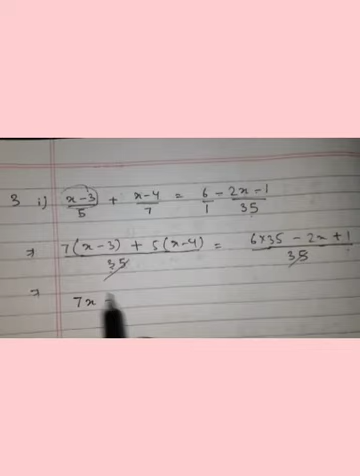 3 i) x-3/5 + x-4/7 = 6/1 - 2x-1/35
⇒ 7(x-3) + 5(x-4)/35 = 6×35 - 2x + 1/35
⇒ 7x